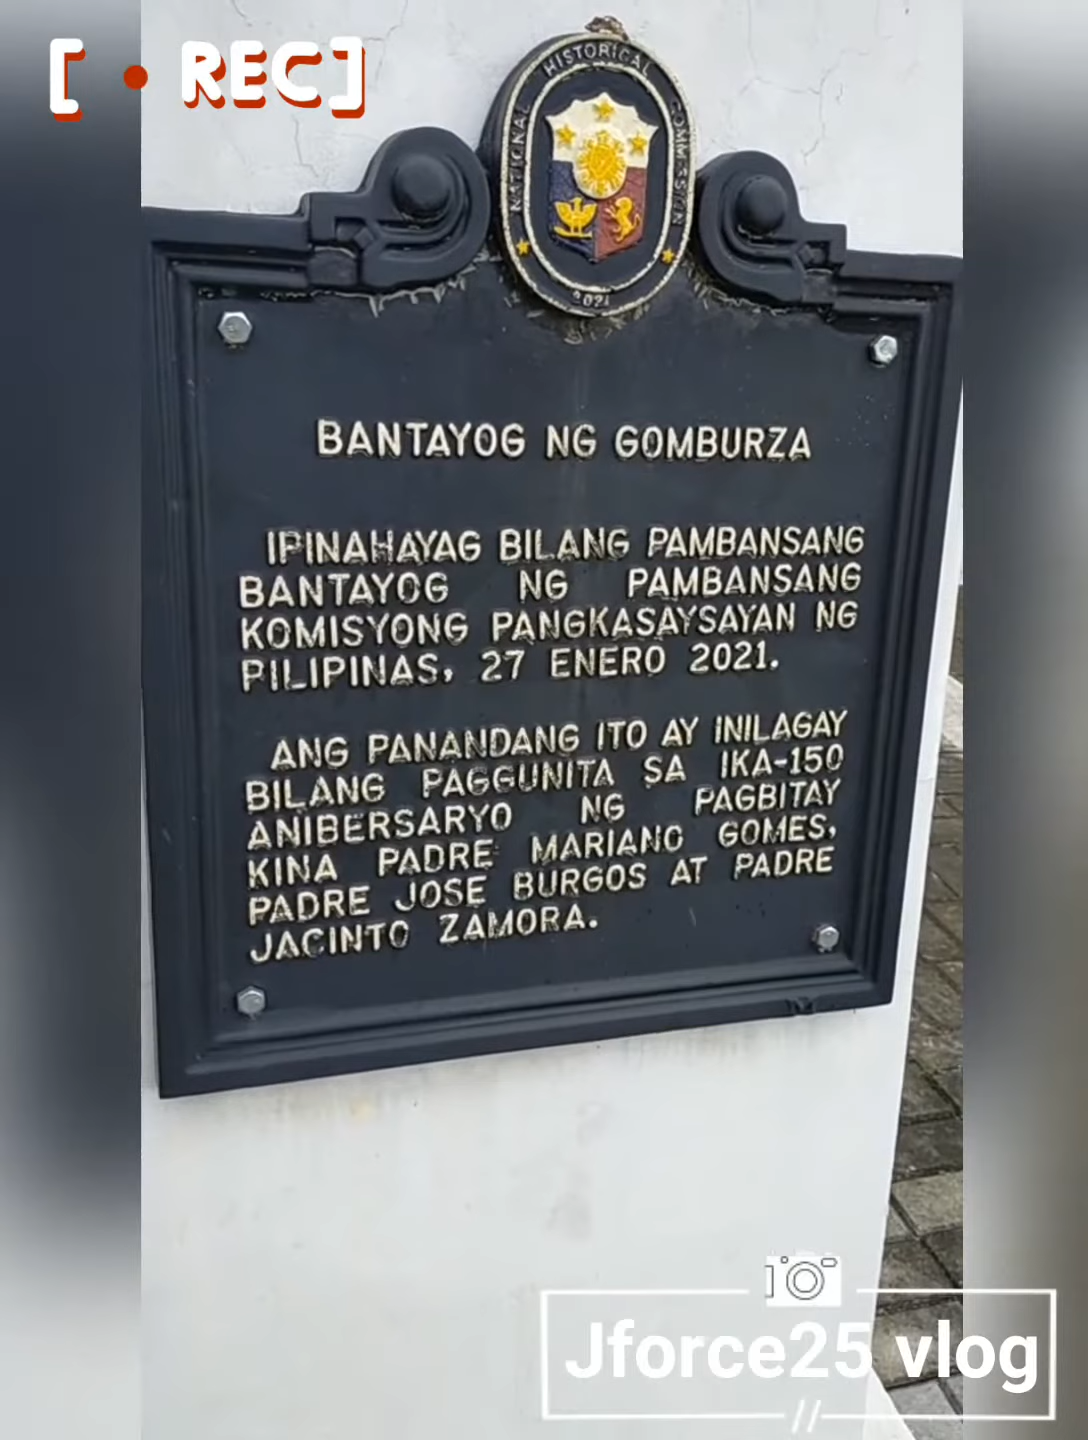 [ • REC]
NATIONAL HISTORICAL COMMISSION
2021
BANTAYOG NG GOMBURZA
IPINAHAYAG BILANG PAMBANSANG
BANTAYOG NG PAMBANSANG
KOMISYONG PANGKASAYSAYAN NG
PILIPINAS, 27 ENERO 2021.
ANG PANANDANG ITO AY INILAGAY
BILANG PAGGUNITA SA IKA-150
ANIBERSARYO NG PAGBITAY
KINA PADRE MARIANO GOMES,
PADRE JOSE BURGOS AT PADRE
JACINTO ZAMORA.
Jforce25 vlog
//